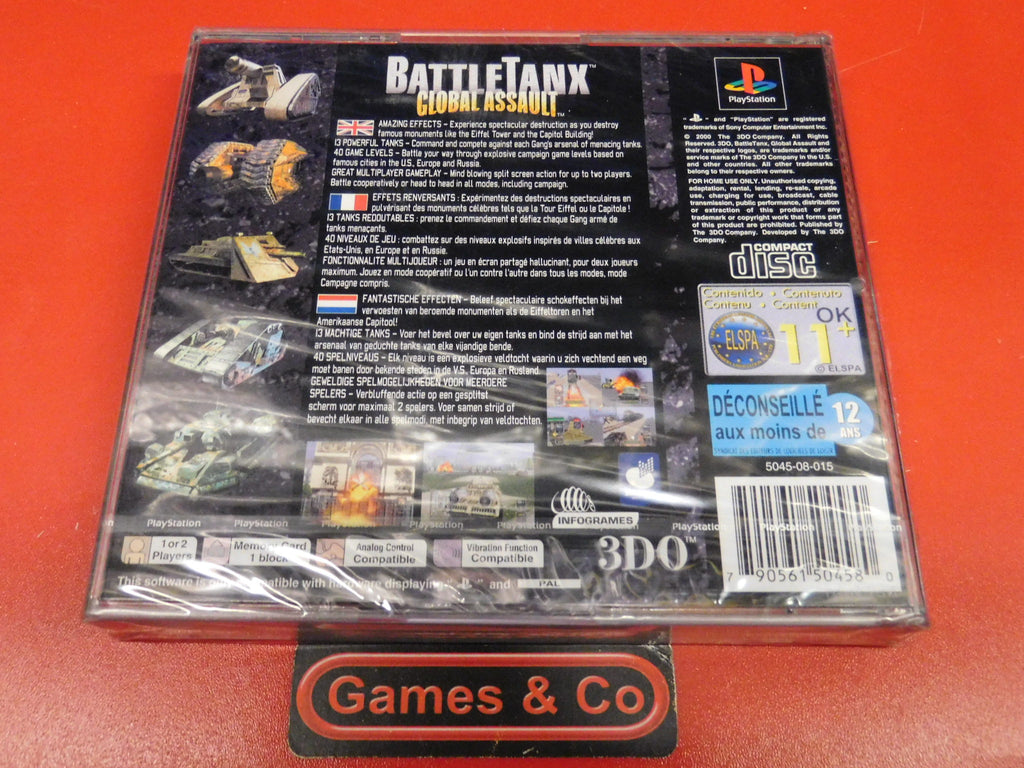 BATTLETANX™
GLOBAL ASSAULT™
AMAZING EFFECTS – Experience spectacular destruction as you destroy
famous monuments like the Eiffel Tower and the Capitol Building!
13 POWERFUL TANKS – Command and compete against each Gang's arsenal of menacing tanks.
40 GAME LEVELS – Battle your way through explosive campaign game levels based on
famous cities in the U.S. Europe and Russia.
GREAT MULTIPLAYER GAMEPLAY – Mind blowing split screen action for up to two players.
Battle cooperatively or head to head in all modes, including campaign.
EFFETS RENVERSANTS : Expérimentez des destructions spectaculaires en
pulvérisant des monuments célèbres tels que la Tour Eiffel ou le Capitole !
13 TANKS REDOUTABLES : prenez le commandement et défiez chaque Gang armé de
tanks menaçants.
40 NIVEAUX DE JEU : combattez sur des niveaux explosifs inspirés de villes célèbres aux
Etats-Unis, en Europe et en Russie.
FONCTIONNALITE MULTIJOUEUR : un jeu en écran partagé hallucinant, pour deux joueurs
maximum. Jouez en mode coopératif ou l'un contre l'autre dans tous les modes, mode
Campagne compris.
FANTASTISCHE EFFECTEN – Beleef spectaculaire schokeffecten bij het
verwoesten van beroemde monumenten als de Eiffeltoren en het
Amerikaanse Capitool!
13 MACHTIGE TANKS – Voer het bevel over uw eigen tanks en bind de strijd aan met het
arsenaal van geduchte tanks van elke vijandige bende.
40 SPELNIVEAUS – Elk niveau is een explosieve veldtocht waarin u zich vechtend een weg
moet banen door bekende steden in de V.S. Europa en Rusland.
GEWELDIGE SPELMOGELIJKHEDEN VOOR MEERDERE
SPELERS – Verbluffende actie op een gesplitst
scherm voor maximaal 2 spelers. Voer samen strijd of
bevecht elkaar in alle spelmodi, met inbegrip van veldtochten.
PlayStation
" " and "PlayStation" are registered
trademarks of Sony Computer Entertainment Inc.
© 2000 The 3DO Company. All Rights
Reserved. 3DO, BattleTanx, Global Assault and
their respective logos, are trademarks and/or
service marks of The 3DO Company in the U.S.
and other countries. All other trademarks
belong to their respective owners.
FOR HOME USE ONLY. Unauthorised copying,
adaptation, rental, lending, re-sale, arcade
use, charging for use, broadcast, cable
transmission, public performance, distribution
or extraction of this product or any
trademark or copyright work that forms part
of this product are prohibited. Published by
The 3DO Company. Developed by The 3DO
Company.
COMPACT
disc
Contenido • Contenuto
Contenu • Content
OK
ELSPA
11+
© ELSPA
DÉCONSEILLÉ
aux moins de
12
ANS
SYNDICAT DES EDITEURS DE LOGICIELS DE LOISIR
5045-08-015
INFOGRAMES
3DO™
PlayStation PlayStation PlayStation PlayStation PlayStation PlayStation PlayStation
1 or 2
Players
Memory Card
1 block
Analog Control
Compatible
Vibration Function
Compatible
This software is only compatible with hardware displaying " " and PAL
7 90561 50458 0
Games & Co